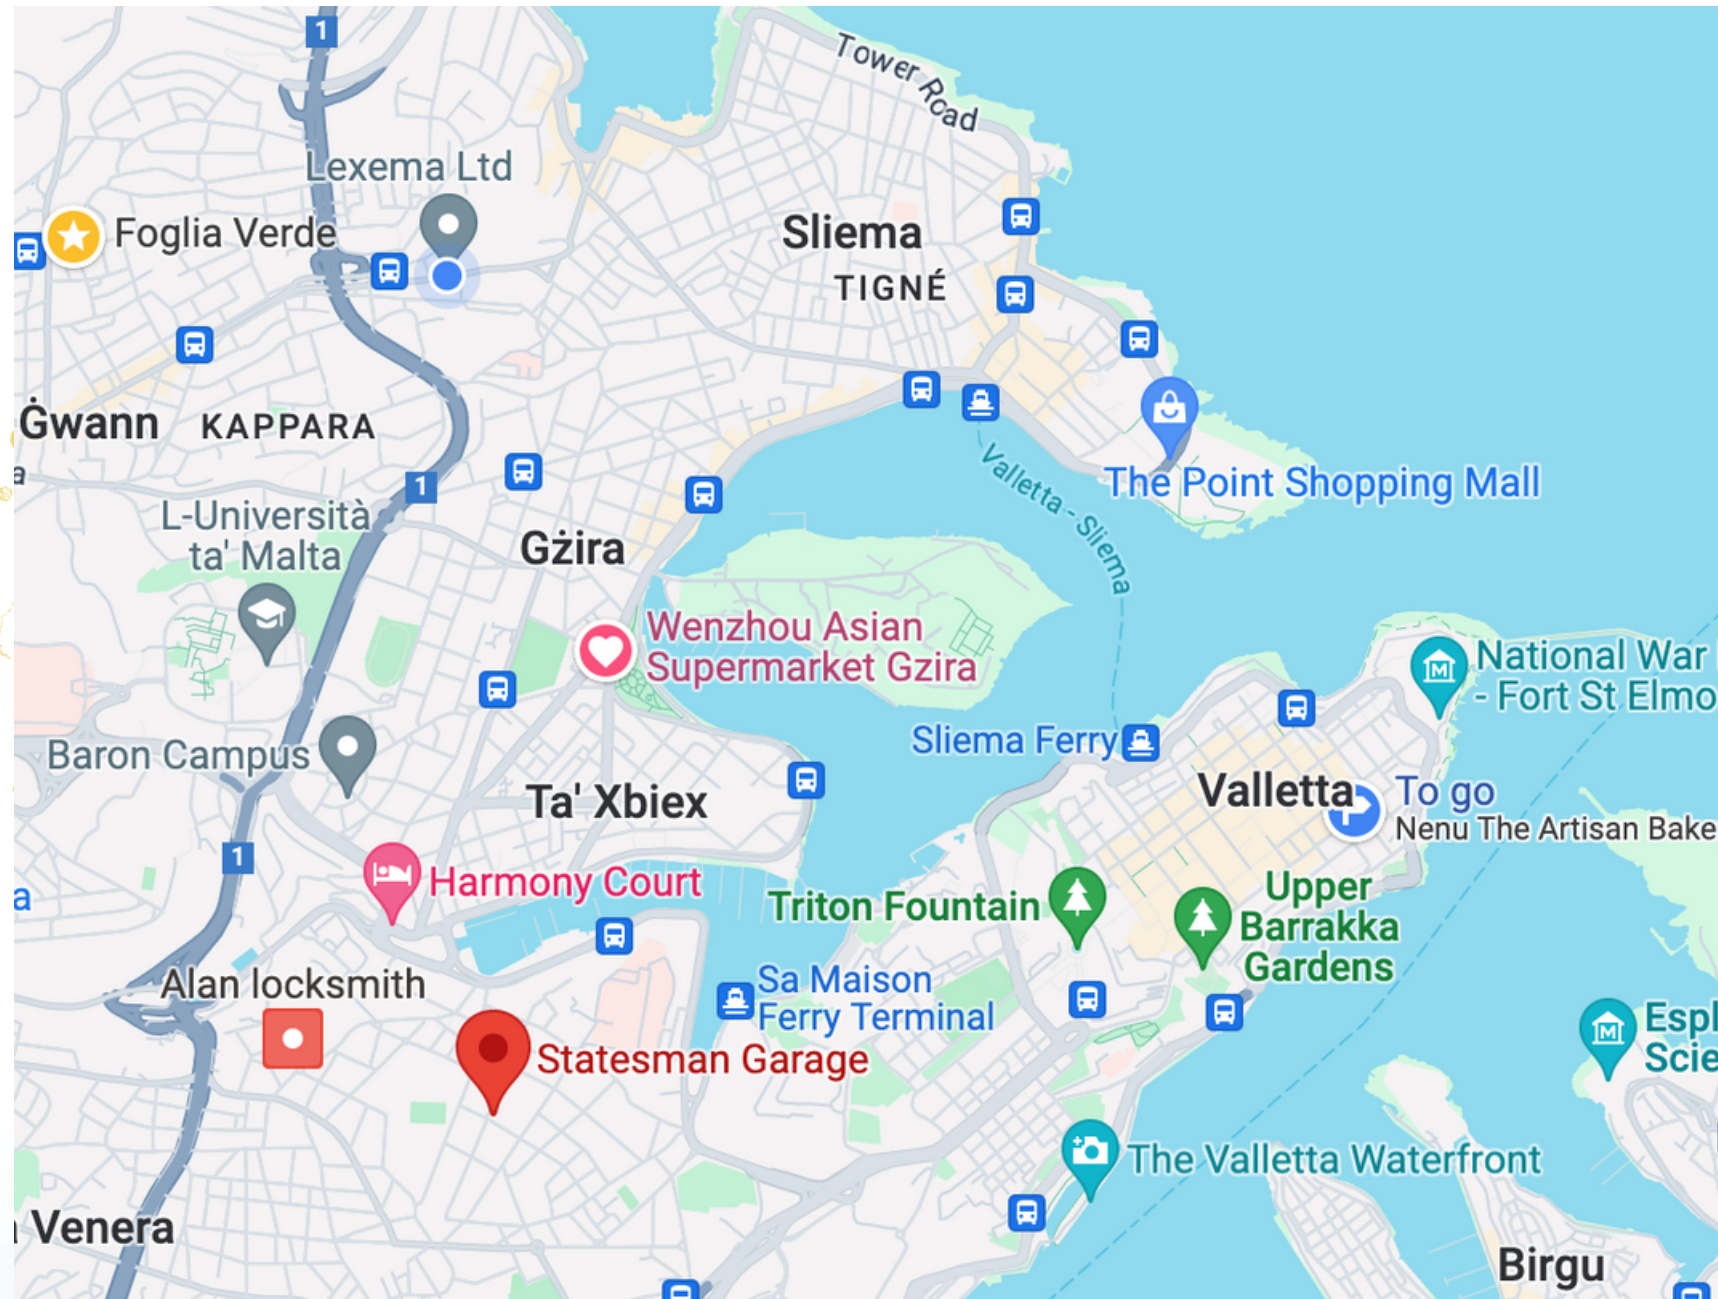 1
Tower Road
Lexema Ltd
Foglia Verde
Sliema
TIGNÉ
Ġwann
KAPPARA
a
1
The Point Shopping Mall
Valletta - Sliema
L-Università
ta' Malta
Gżira
Wenzhou Asian
Supermarket Gzira
National War
- Fort St Elmo
Sliema Ferry
Baron Campus
Ta' Xbiex
Valletta
To go
Nenu The Artisan Bake
1
Harmony Court
a
Triton Fountain
Upper
Barrakka
Gardens
Alan locksmith
Sa Maison
Ferry Terminal
Statesman Garage
Espl
Scie
The Valletta Waterfront
Venera
Birgu